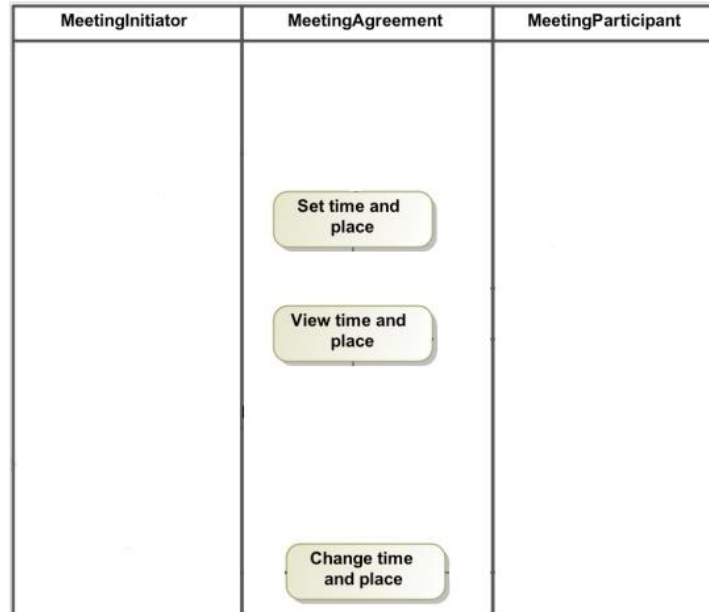 MeetingInitiator
MeetingAgreement
MeetingParticipant
Set time and
place
View time and
place
Change time
and place